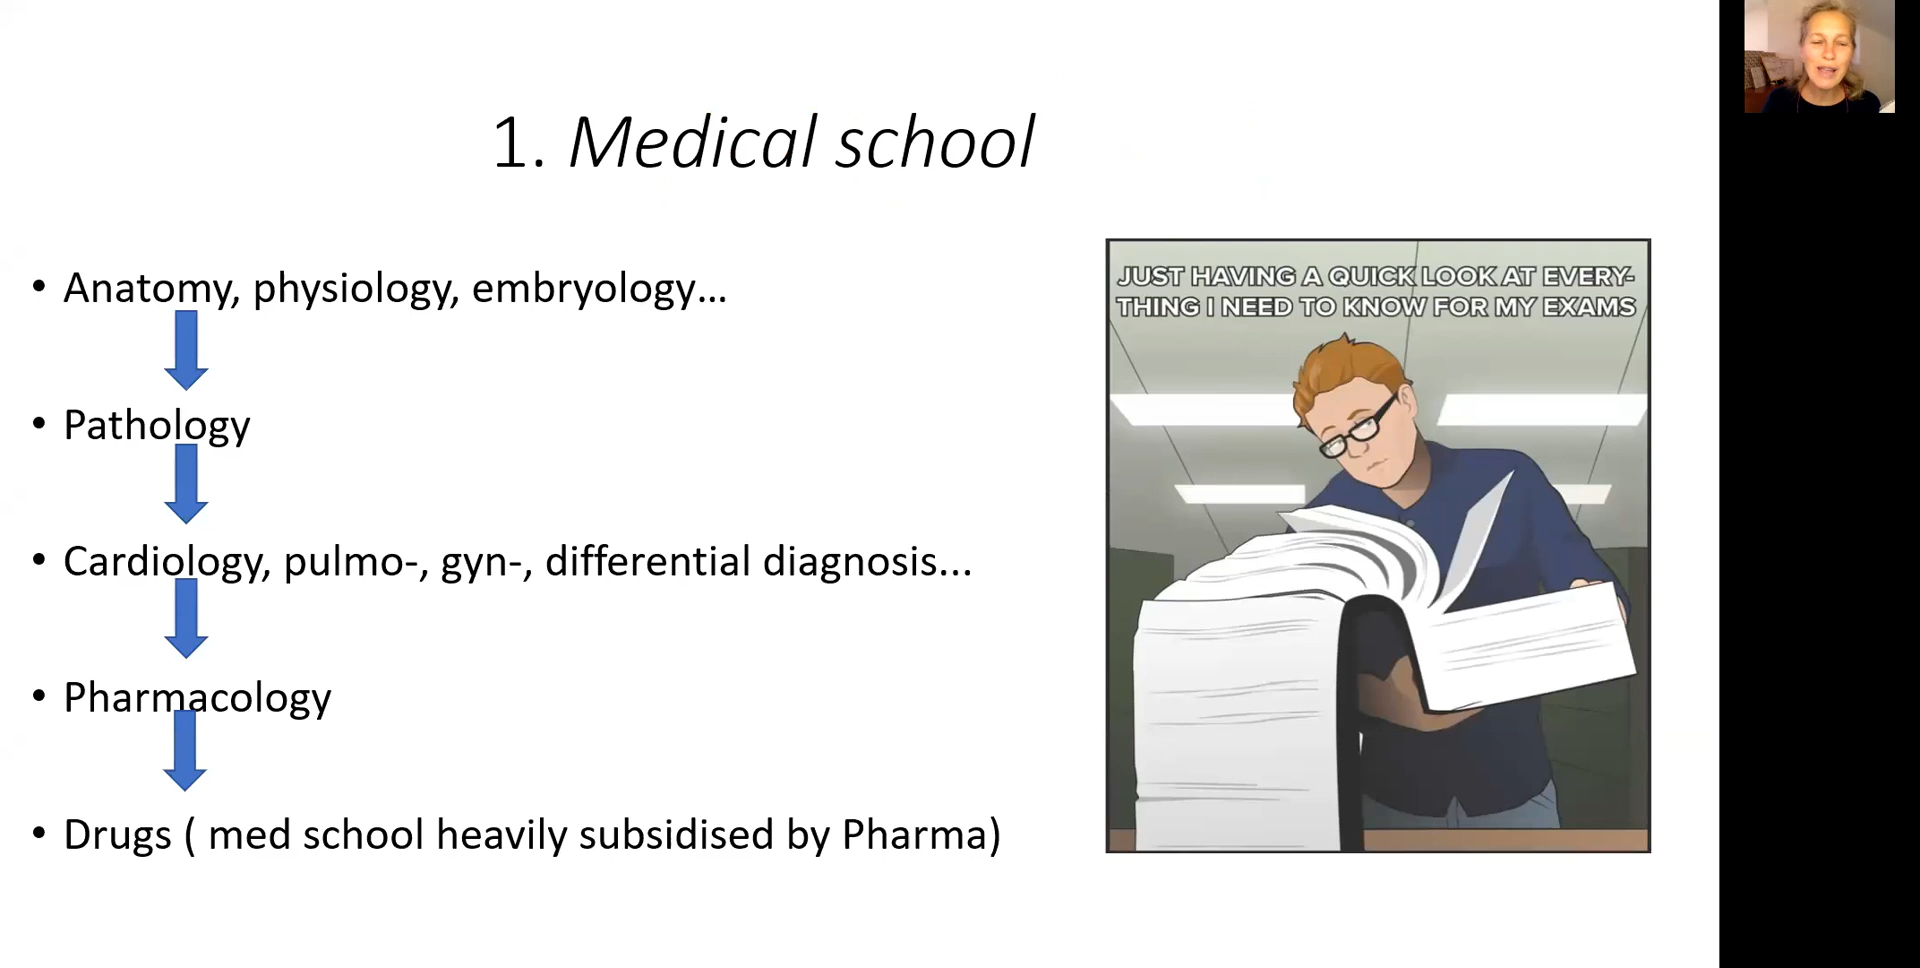 1. Medical school
• Anatomy, physiology, embryology...
• Pathology
• Cardiology, pulmo-, gyn-, differential diagnosis...
• Pharmacology
• Drugs ( med school heavily subsidised by Pharma)
JUST HAVING A QUICK LOOK AT EVERY-
THING I NEED TO KNOW FOR MY EXAMS